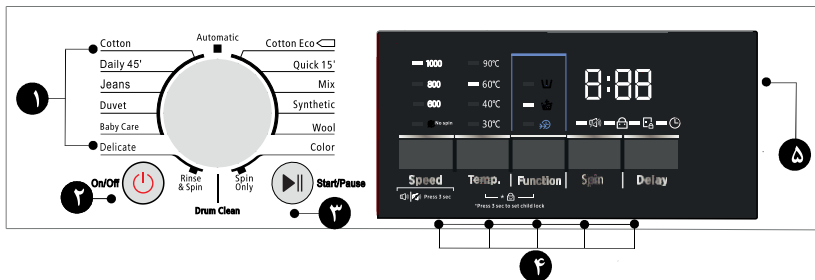 Automatic
Cotton
Cotton Eco
Daily 45'
Quick 15'
Jeans
Mix
Duvet
Synthetic
Baby Care
Wool
Delicate
Color
Rinse & Spin
Spin Only
Drum Clean
On/Off
Start/Pause
۱
۲
۳
1000
90℃
800
60℃
600
40℃
No spin
30℃
8:88
Speed
Temp.
Function
Spin
Delay
Press 3 sec
*
*Press 3 sec to set child lock
۴
۵